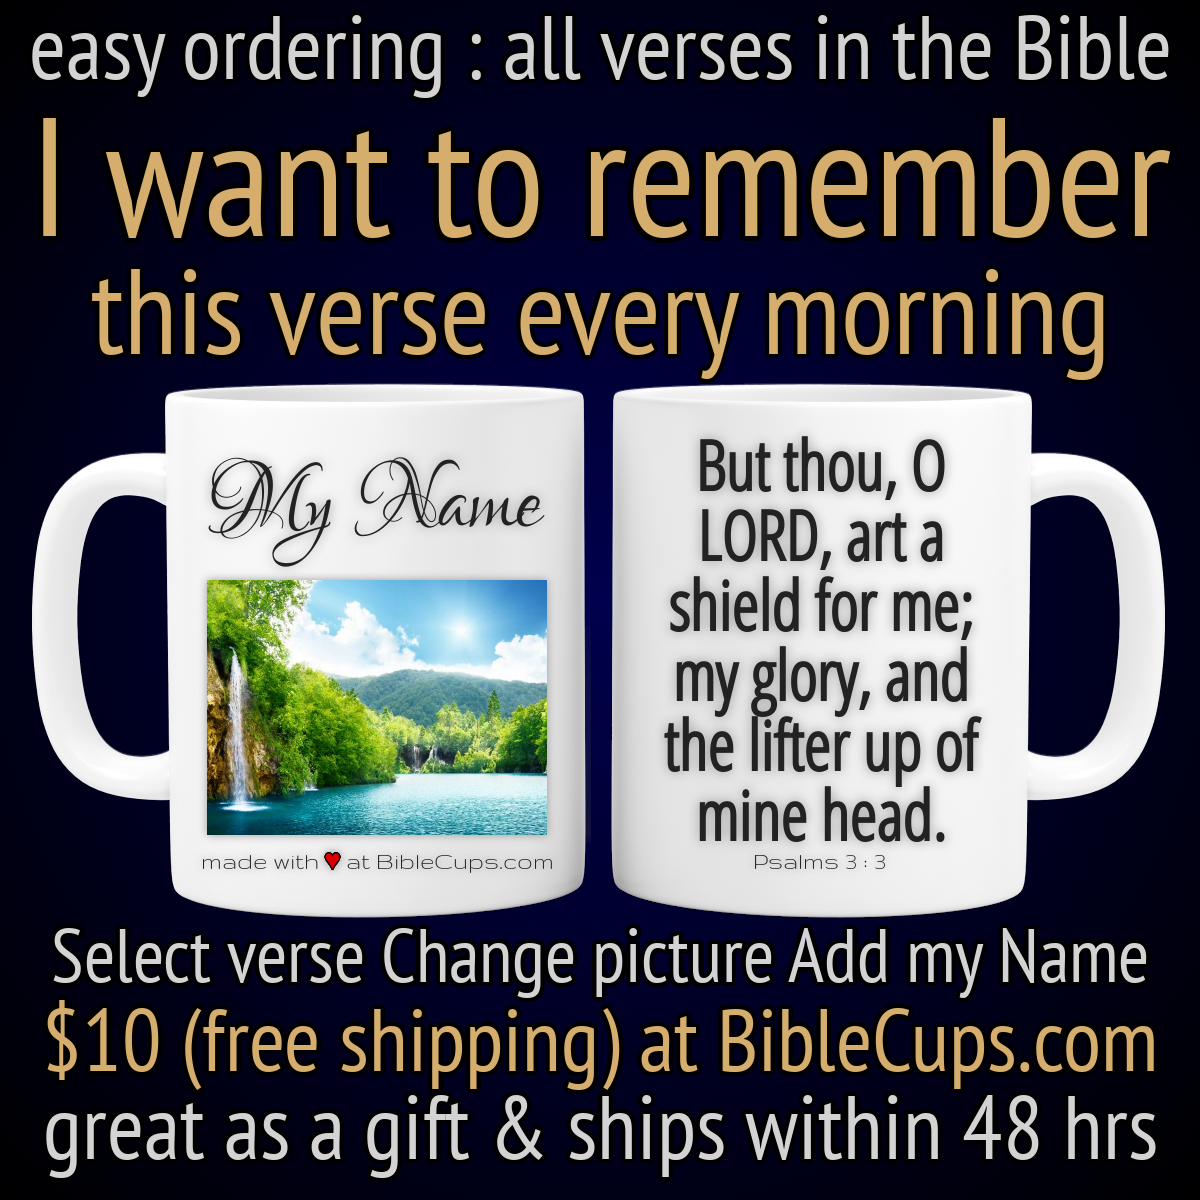 easy ordering : all verses in the Bible
I want to remember
this verse every morning
My Name
made with ♥ at BibleCups.com
But thou, O
LORD, art a
shield for me;
my glory, and
the lifter up of
mine head.
Psalms 3 : 3
Select verse Change picture Add my Name
$10 (free shipping) at BibleCups.com
great as a gift & ships within 48 hrs